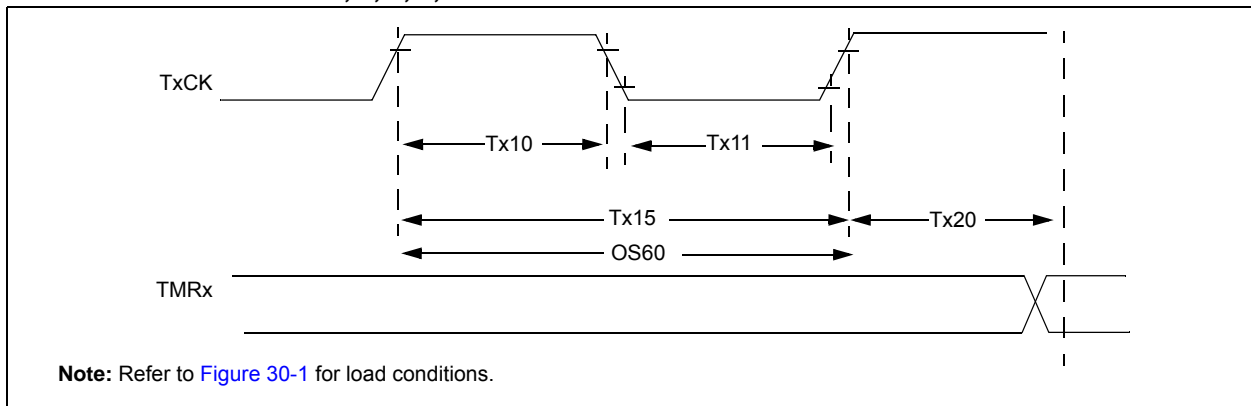 TxCK
Tx10
Tx11
Tx15
Tx20
OS60
TMRx
Note: Refer to Figure 30-1 for load conditions.